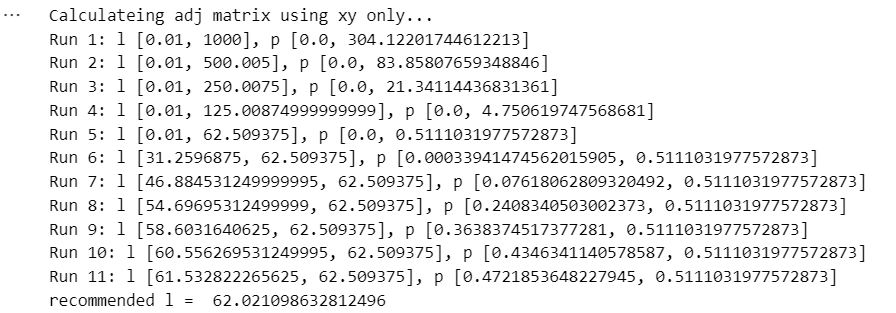 ... Calculateing adj matrix using xy only...
Run 1: l [0.01, 1000], p [0.0, 304.12201744612213]
Run 2: l [0.01, 500.005], p [0.0, 83.85807659348846]
Run 3: l [0.01, 250.0075], p [0.0, 21.34114436831361]
Run 4: l [0.01, 125.00874999999999], p [0.0, 4.750619747568681]
Run 5: l [0.01, 62.509375], p [0.0, 0.5111031977572873]
Run 6: l [31.2596875, 62.509375], p [0.00033941474562015905, 0.5111031977572873]
Run 7: l [46.884531249999995, 62.509375], p [0.07618062809320492, 0.5111031977572873]
Run 8: l [54.69695312499999, 62.509375], p [0.2408340503002373, 0.5111031977572873]
Run 9: l [58.6031640625, 62.509375], p [0.3638374517377281, 0.5111031977572873]
Run 10: l [60.556269531249995, 62.509375], p [0.4346341140578587, 0.5111031977572873]
Run 11: l [61.532822265625, 62.509375], p [0.4721853648227945, 0.5111031977572873]
recommended l =  62.021098632812496